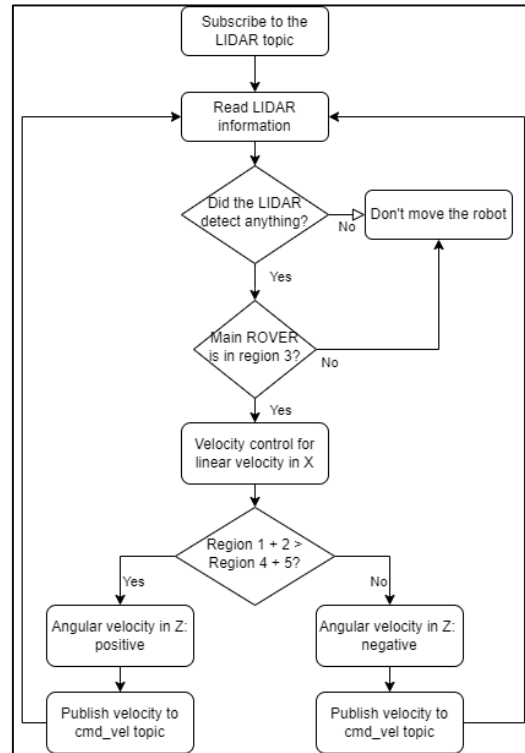 Subscribe to the
LIDAR topic
Read LIDAR
information
Did the LIDAR
detect anything?
No
Don't move the robot
Yes
Main ROVER
is in region 3?
No
Yes
Velocity control for
linear velocity in X
Region 1 + 2 >
Region 4 + 5?
Yes
No
Angular velocity in Z:
positive
Angular velocity in Z:
negative
Publish velocity to
cmd_vel topic
Publish velocity to
cmd_vel topic